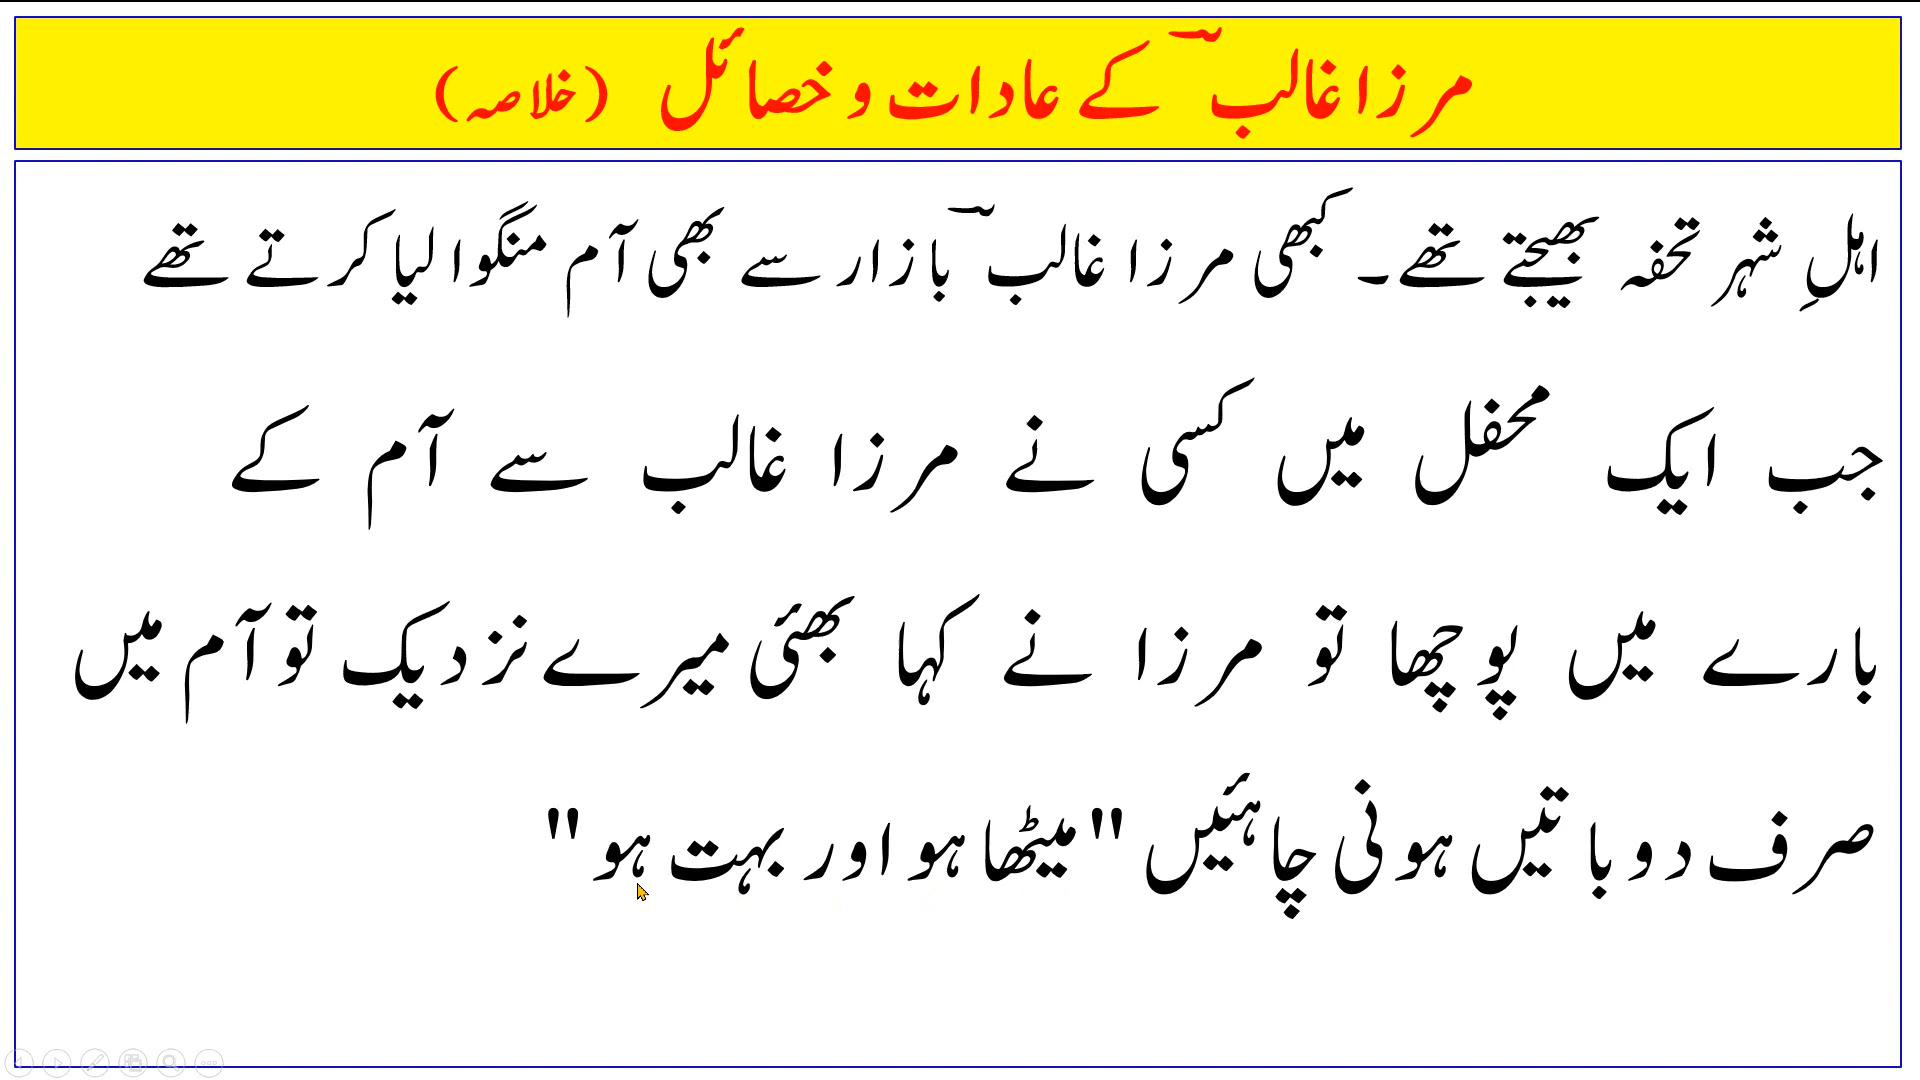 مرزا غالبؔ کے عادات و خصائل (خلاصہ)
اہلِ شہر تحفہ بھیجتے تھے۔ کبھی مرزا غالبؔ بازار سے بھی آم منگوا لیا کرتے تھے
جب ایک محفل میں کسی نے مرزا غالب سے آم کے
بارے میں پوچھا تو مرزا نے کہا بھئی میرے نزدیک تو آم میں
صرف دو باتیں ہونی چاہئیں "میٹھا ہو اور بہت ہو"